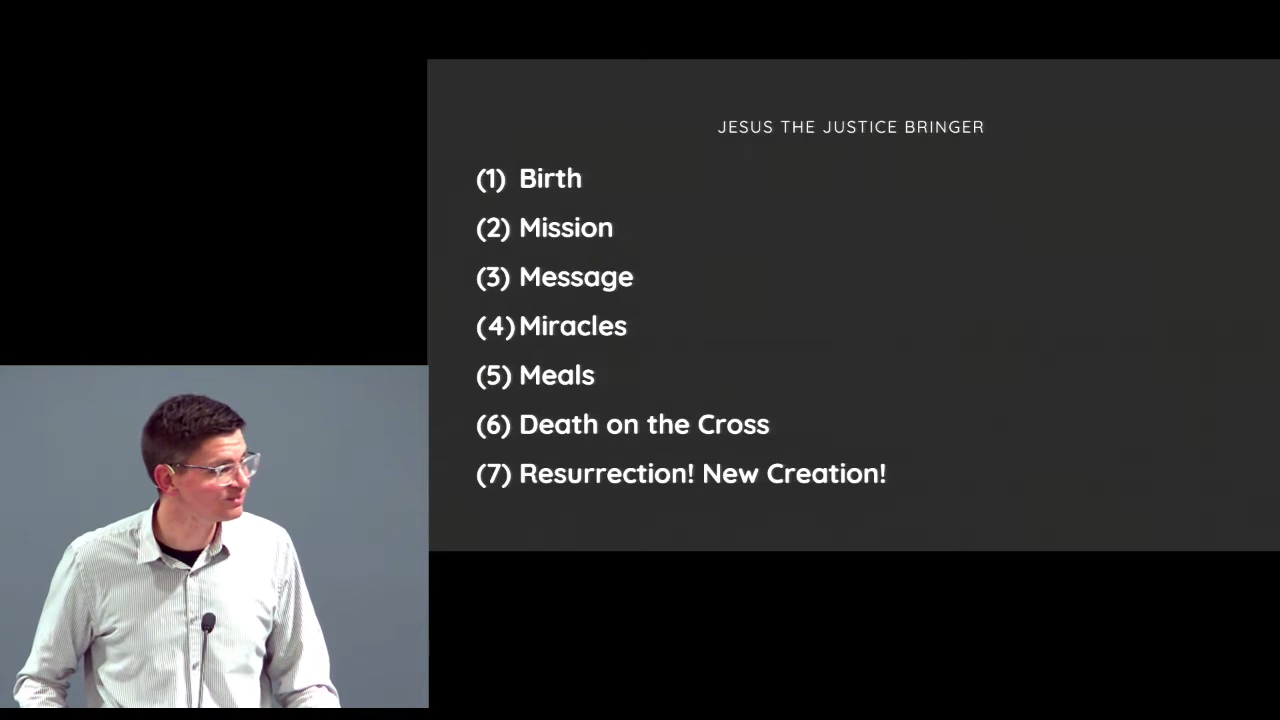 JESUS THE JUSTICE BRINGER
(1) Birth
(2) Mission
(3) Message
(4) Miracles
(5) Meals
(6) Death on the Cross
(7) Resurrection! New Creation!